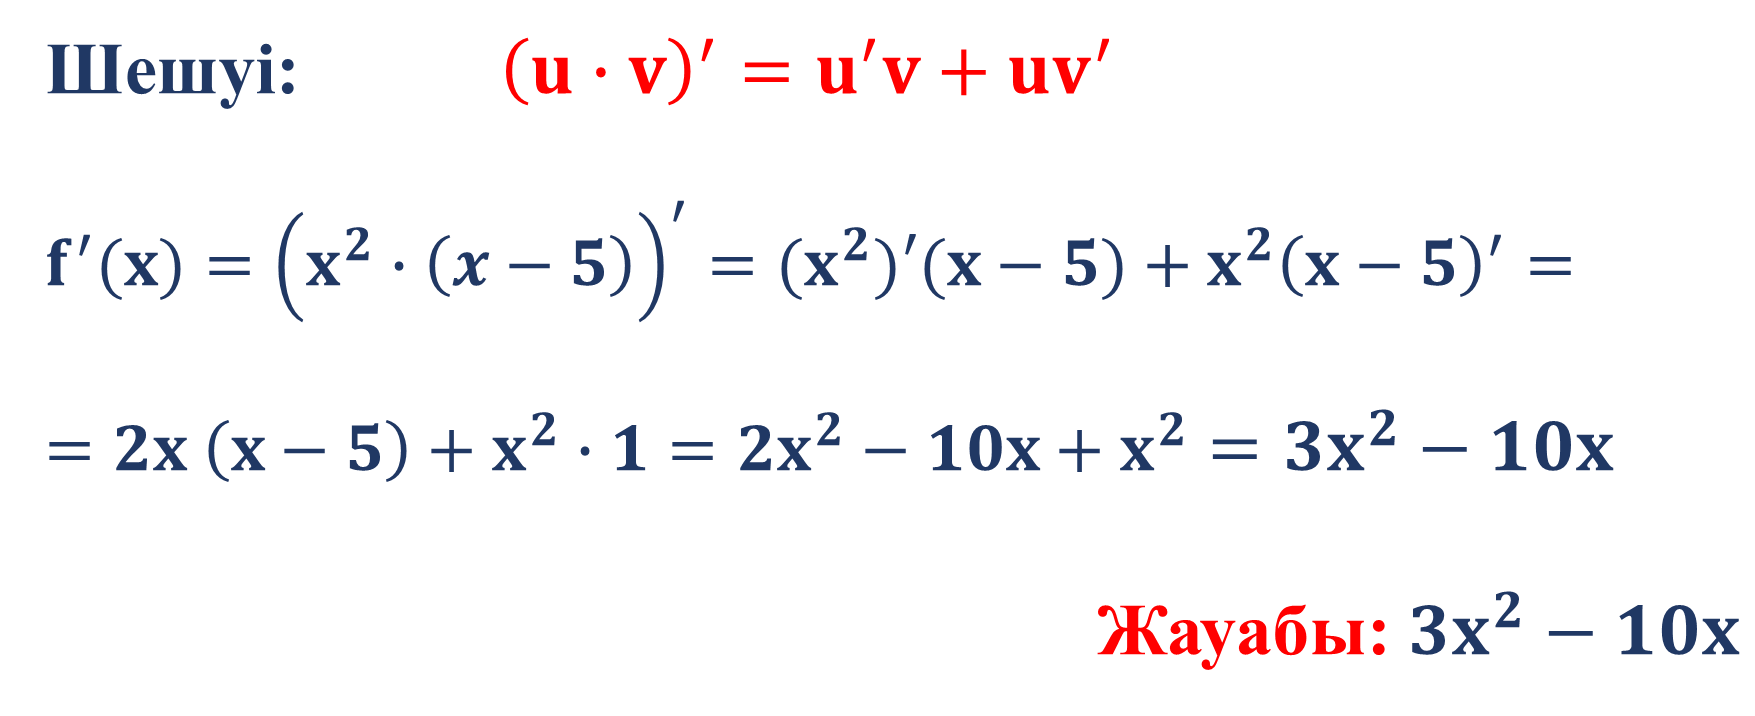 Шешуі: (u · v)′ = u′v + uv′
f′(x) = (x² · (x − 5))′ = (x²)′(x − 5) + x²(x − 5)′ =
= 2x (x − 5) + x² · 1 = 2x² − 10x + x² = 3x² − 10x
Жауабы: 3x² − 10x